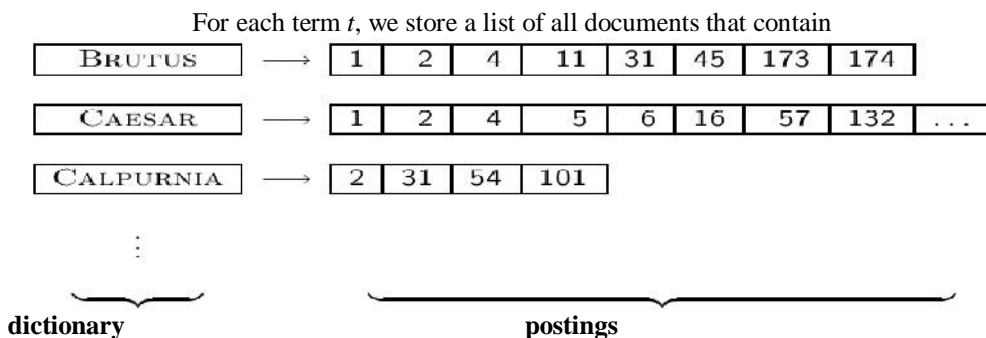 For each term t, we store a list of all documents that contain
BRUTUS → 1 2 4 11 31 45 173 174
CAESAR → 1 2 4 5 6 16 57 132 ...
CALPURNIA → 2 31 54 101
⋮
dictionary postings